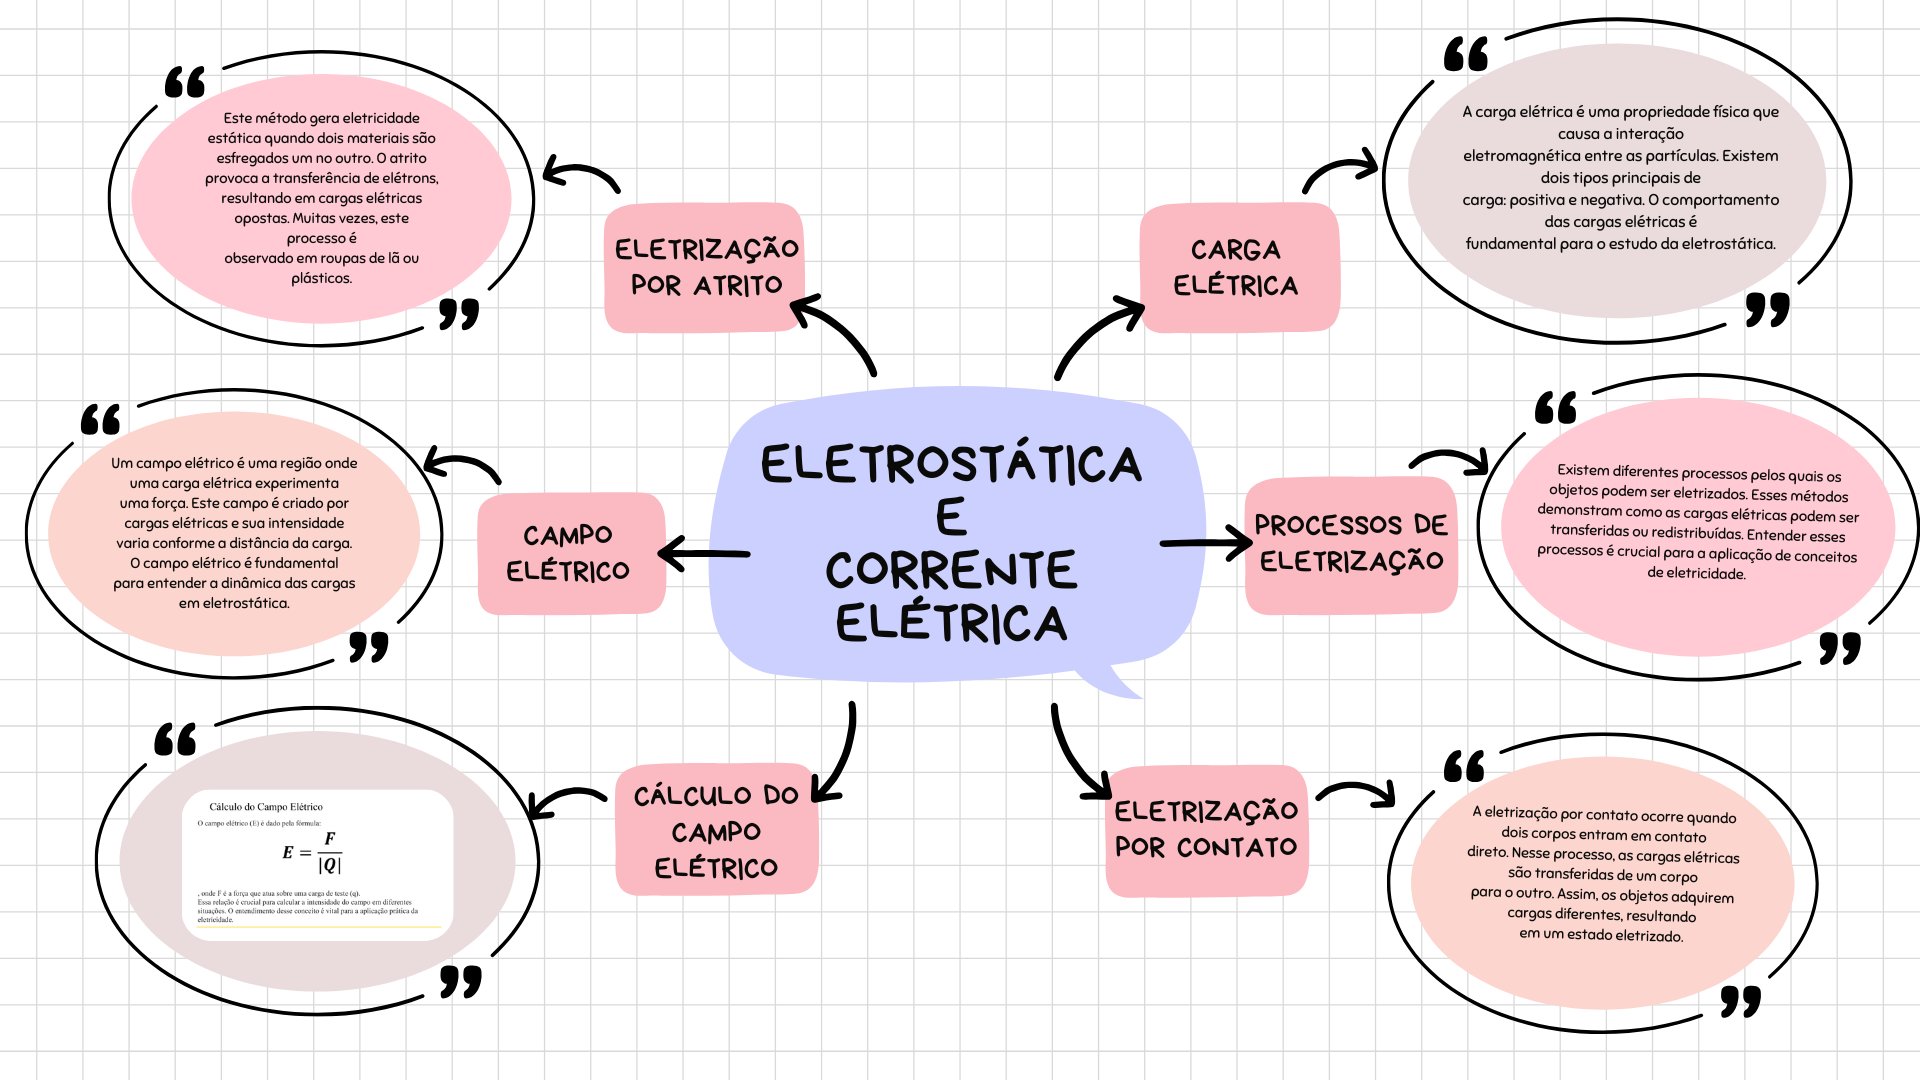 ELETROSTÁTICA
E
CORRENTE
ELÉTRICA
ELETRIZAÇÃO
POR ATRITO
Este método gera eletricidade
estática quando dois materiais são
esfregados um no outro. O atrito
provoca a transferência de elétrons,
resultando em cargas elétricas
opostas. Muitas vezes, este
processo é
observado em roupas de lã ou
plásticos.
CARGA
ELÉTRICA
A carga elétrica é uma propriedade física que
causa a interação
eletromagnética entre as partículas. Existem
dois tipos principais de
carga: positiva e negativa. O comportamento
das cargas elétricas é
fundamental para o estudo da eletrostática.
CAMPO
ELÉTRICO
Um campo elétrico é uma região onde
uma carga elétrica experimenta
uma força. Este campo é criado por
cargas elétricas e sua intensidade
varia conforme a distância da carga.
O campo elétrico é fundamental
para entender a dinâmica das cargas
em eletrostática.
PROCESSOS DE
ELETRIZAÇÃO
Existem diferentes processos pelos quais os
objetos podem ser eletrizados. Esses métodos
demonstram como as cargas elétricas podem ser
transferidas ou redistribuídas. Entender esses
processos é crucial para a aplicação de conceitos
de eletricidade.
CÁLCULO DO
CAMPO
ELÉTRICO
Cálculo do Campo Elétrico
O campo elétrico (E) é dado pela fórmula:
E = F / |Q|
, onde F é a força que atua sobre uma carga de teste (q).
Essa relação é crucial para calcular a intensidade do campo em diferentes
situações. O entendimento desse conceito é vital para a aplicação prática da
eletricidade.
ELETRIZAÇÃO
POR CONTATO
A eletrização por contato ocorre quando
dois corpos entram em contato
direto. Nesse processo, as cargas elétricas
são transferidas de um corpo
para o outro. Assim, os objetos adquirem
cargas diferentes, resultando
em um estado eletrizado.